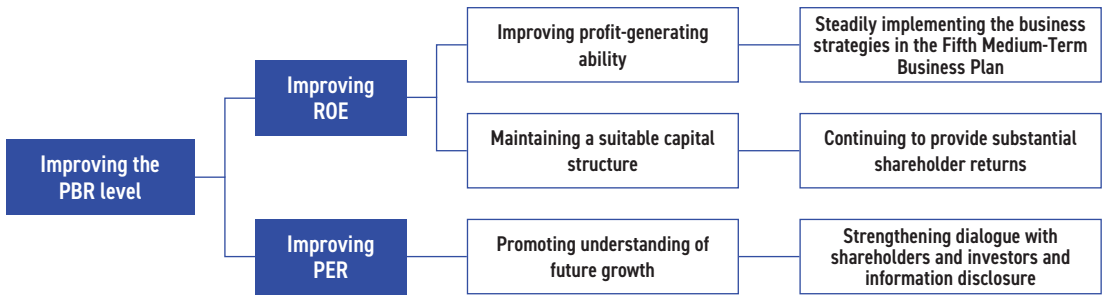 Improving the
PBR level
Improving
ROE
Improving profit-generating
ability
Steadily implementing the business
strategies in the Fifth Medium-Term
Business Plan
Maintaining a suitable capital
structure
Continuing to provide substantial
shareholder returns
Improving
PER
Promoting understanding of
future growth
Strengthening dialogue with
shareholders and investors and
information disclosure